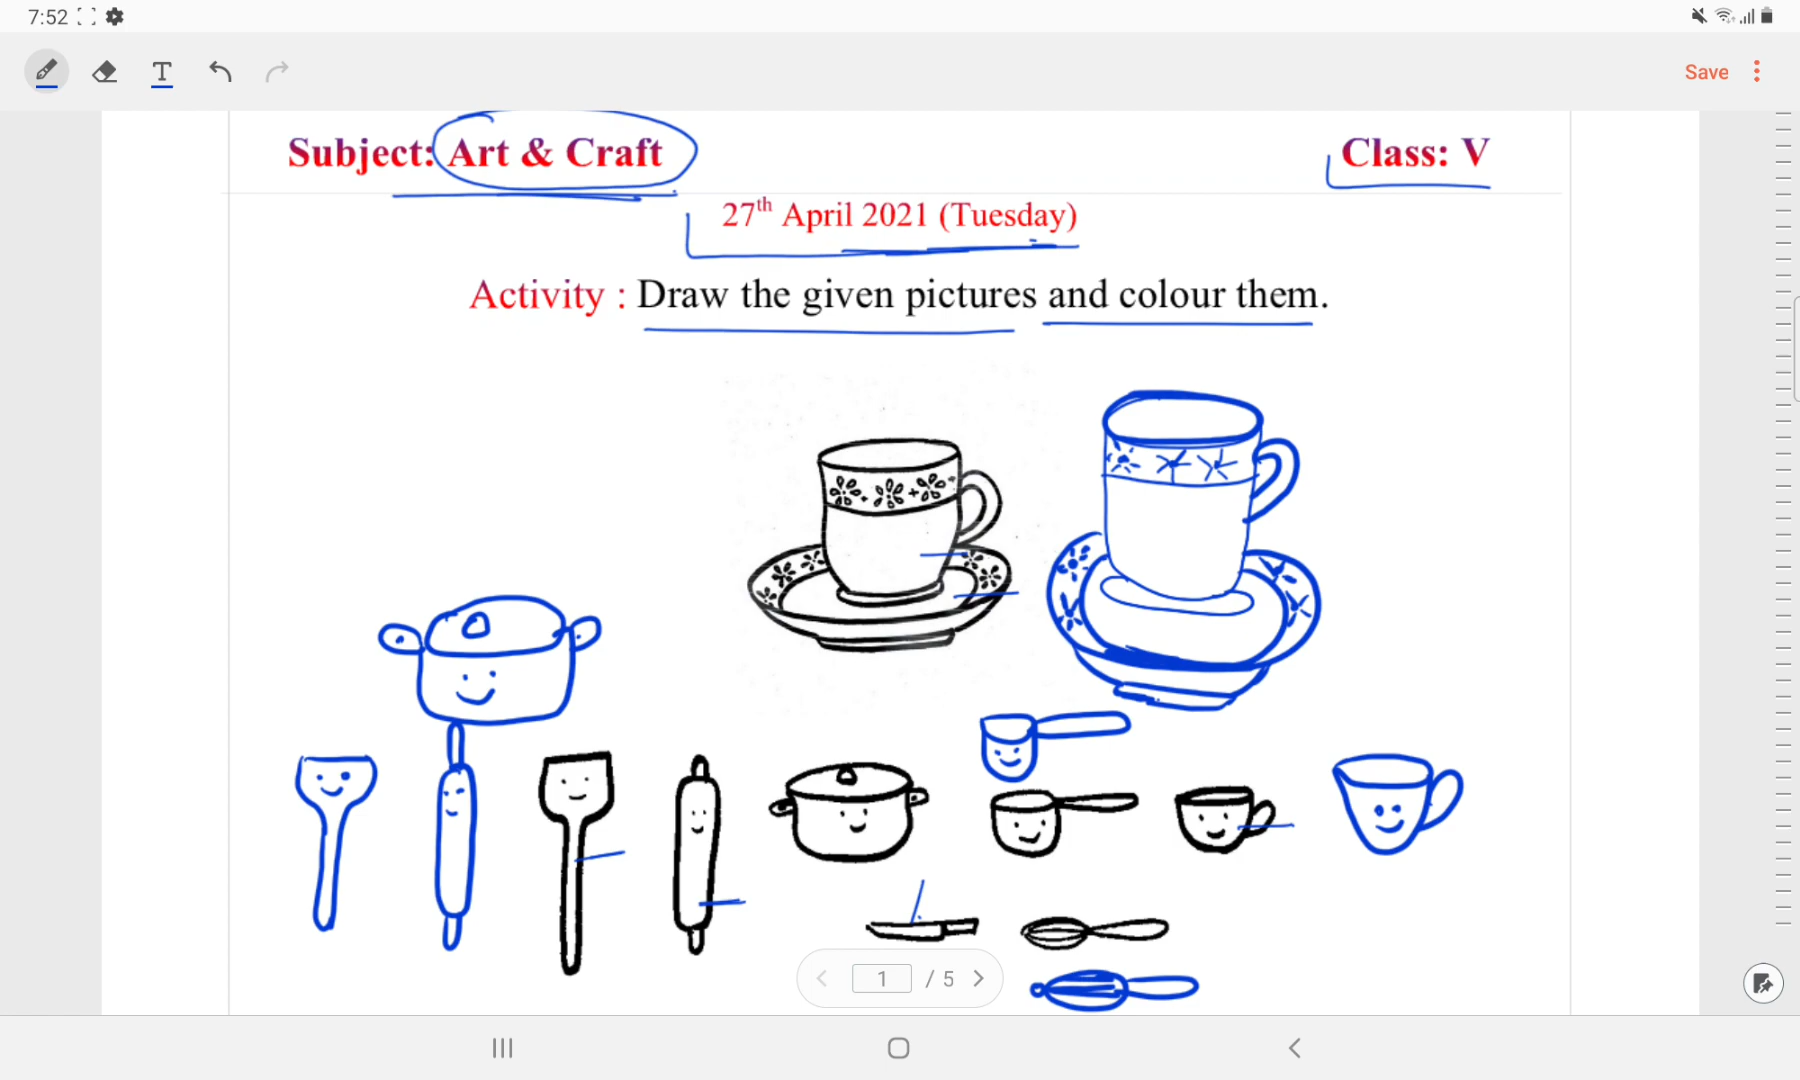 7:52
T
Save
Subject: Art & Craft
Class: V
27th April 2021 (Tuesday)
Activity : Draw the given pictures and colour them.
1 / 5